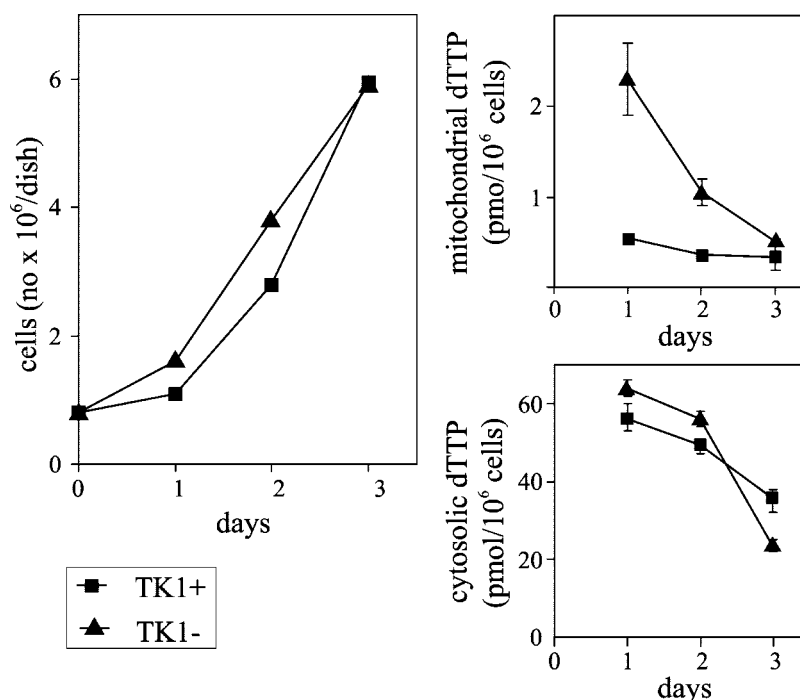 cells (no x 10⁶/dish)
6
4
2
0
0 1 2 3
days
TK1+
TK1-
mitochondrial dTTP
(pmo/10⁶ cells)
2
1
0 1 2 3
days
cytosolic dTTP
(pmol/10⁶ cells)
60
40
20
0
0 1 2 3
days